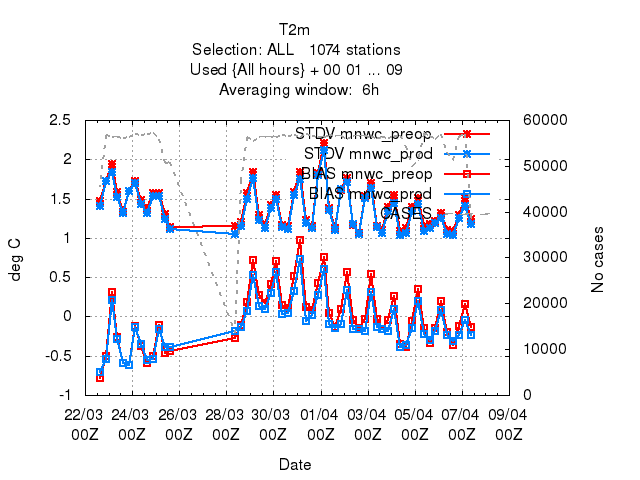 T2m
Selection: ALL   1074 stations
Used {All hours} + 00 01 ... 09
Averaging window:  6h
2.5
2
1.5
1
0.5
0
-0.5
-1
deg C
60000
50000
40000
30000
20000
10000
0
No cases
STDV mnwc_preop
STDV mnwc_prod
BIAS mnwc_preop
BIAS mnwc_prod
CASES
22/03 24/03 26/03 28/03 30/03 01/04 03/04 05/04 07/04 09/04
00Z 00Z 00Z 00Z 00Z 00Z 00Z 00Z 00Z 00Z
Date